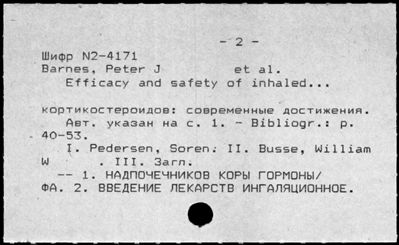 - 2 -
Шифр N2-4171
Barnes, Peter J et al.
Efficacy and safety of inhaled...
кортикостероидов: современные достижения.
Авт. указан на с. 1. - Bibliogr.: p.
40-53.
I. Pedersen, Soren. II. Busse, William
W . III. Загл.
-- 1. НАДПОЧЕЧНИКОВ КОРЫ ГОРМОНЫ/
ФА. 2. ВВЕДЕНИЕ ЛЕКАРСТВ ИНГАЛЯЦИОННОЕ.